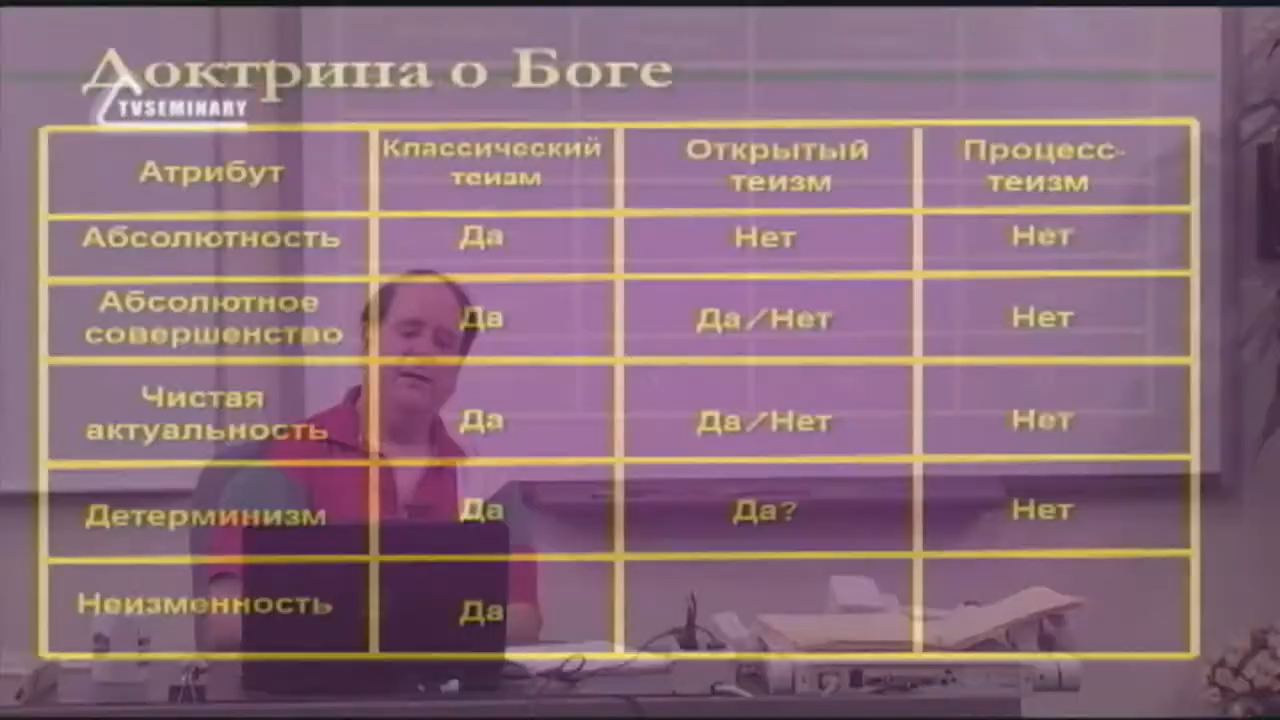 Доктрина о Боге
TVSEMINARY
Атрибут
Классический
теизм
Открытый
теизм
Процесс-
теизм
Абсолютность
Да
Нет
Нет
Абсолютное
совершенство
Да
Да/Нет
Нет
Чистая
актуальность
Да
Да/Нет
Нет
Детерминизм
Да
Да?
Нет
Неизменность
Да